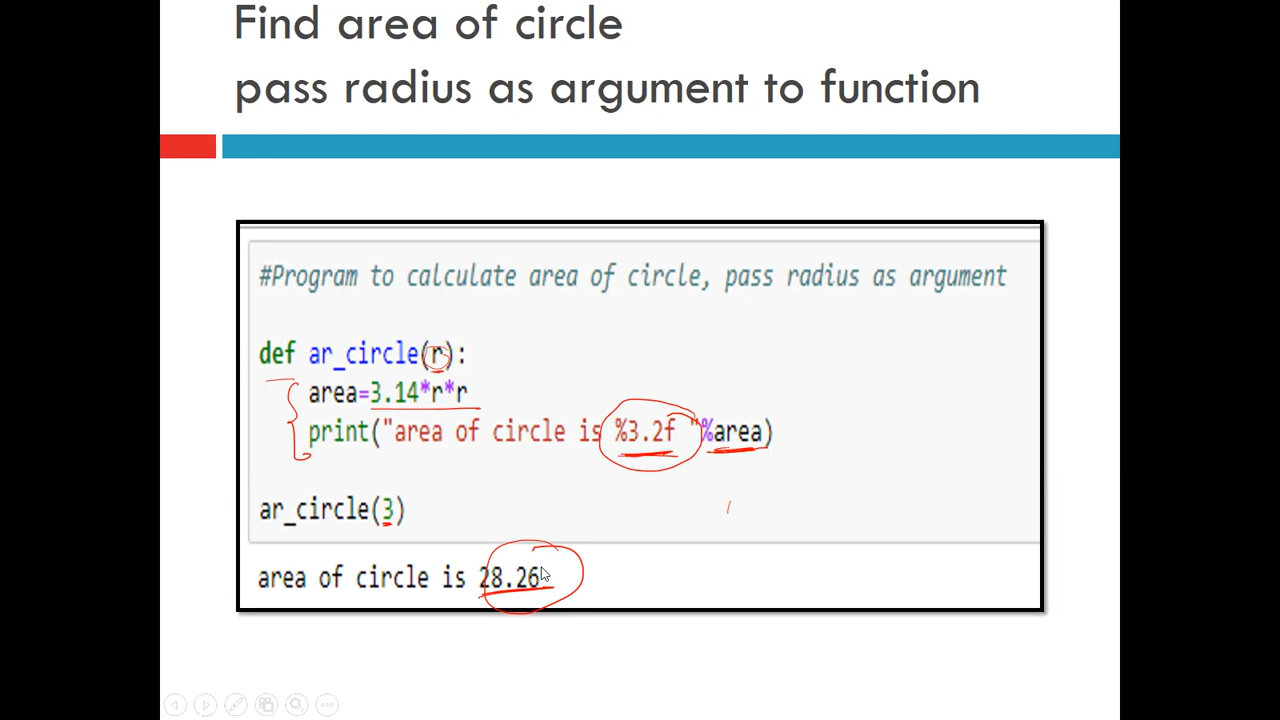 Find area of circle
pass radius as argument to function
#Program to calculate area of circle, pass radius as argument
def ar_circle(r):
area=3.14*r*r
print("area of circle is %3.2f "%area)
ar_circle(3)
area of circle is 28.26